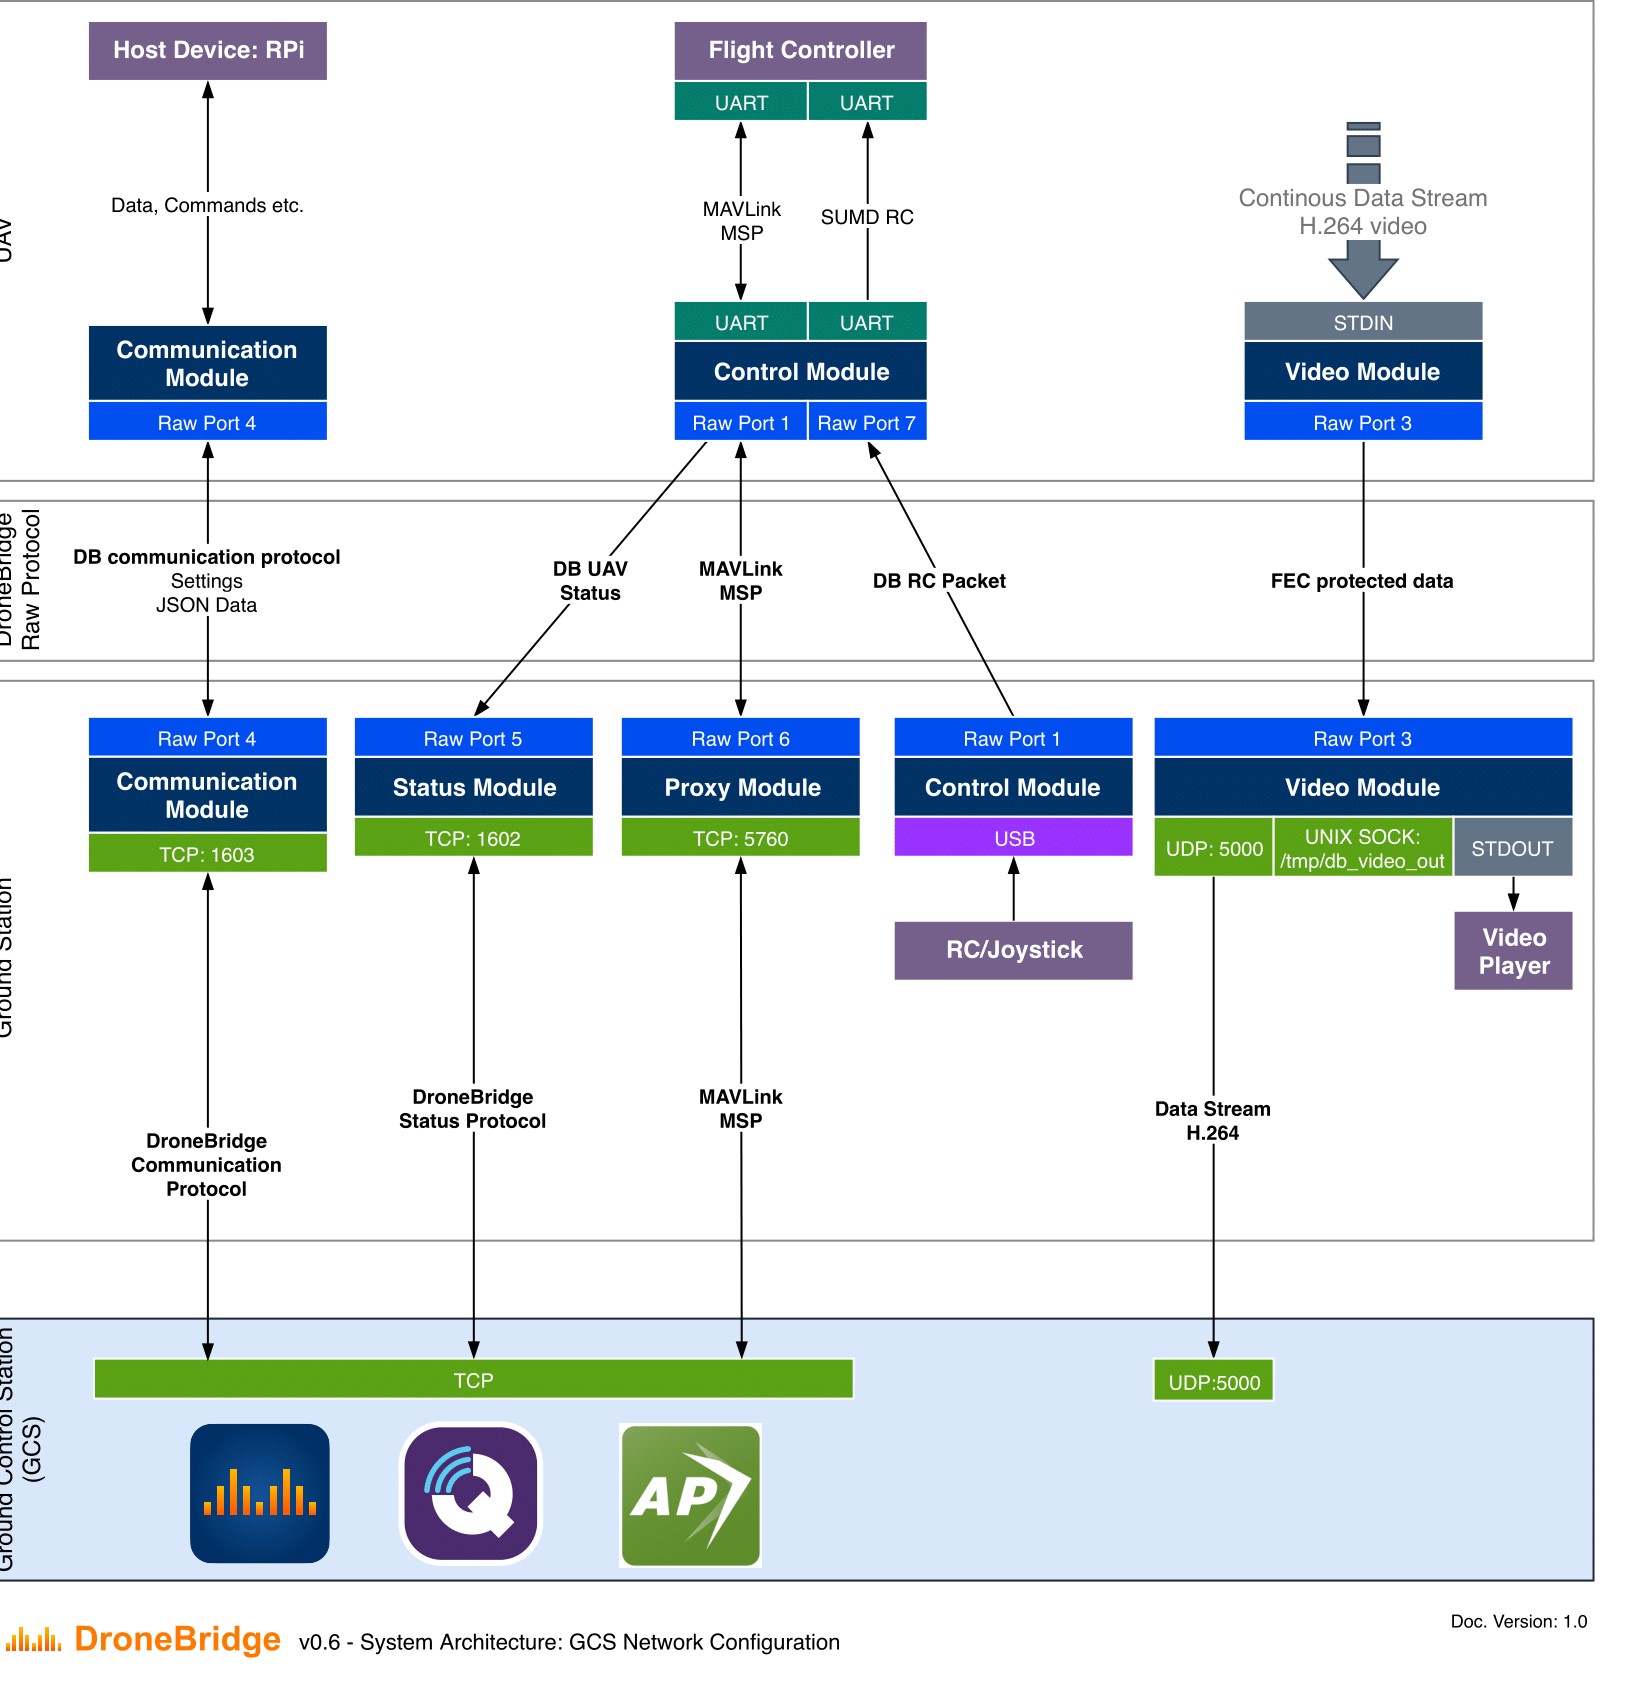 Host Device: RPi
Flight Controller
UART
UART
Data, Commands etc.
MAVLink
MSP
SUMD RC
Continous Data Stream
H.264 video
UAV
UART
UART
STDIN
Communication
Module
Control Module
Video Module
Raw Port 4
Raw Port 1
Raw Port 7
Raw Port 3
DroneBridge
Raw Protocol
DB communication protocol
Settings
JSON Data
DB UAV
Status
MAVLink
MSP
DB RC Packet
FEC protected data
Raw Port 4
Raw Port 5
Raw Port 6
Raw Port 1
Raw Port 3
Communication
Module
Status Module
Proxy Module
Control Module
Video Module
TCP: 1603
TCP: 1602
TCP: 5760
USB
UDP: 5000
UNIX SOCK:
/tmp/db_video_out
STDOUT
RC/Joystick
Video
Player
Ground Station
DroneBridge
Communication
Protocol
DroneBridge
Status Protocol
MAVLink
MSP
Data Stream
H.264
Ground Control Station
(GCS)
TCP
UDP:5000
AP
DroneBridge v0.6 - System Architecture: GCS Network Configuration
Doc. Version: 1.0